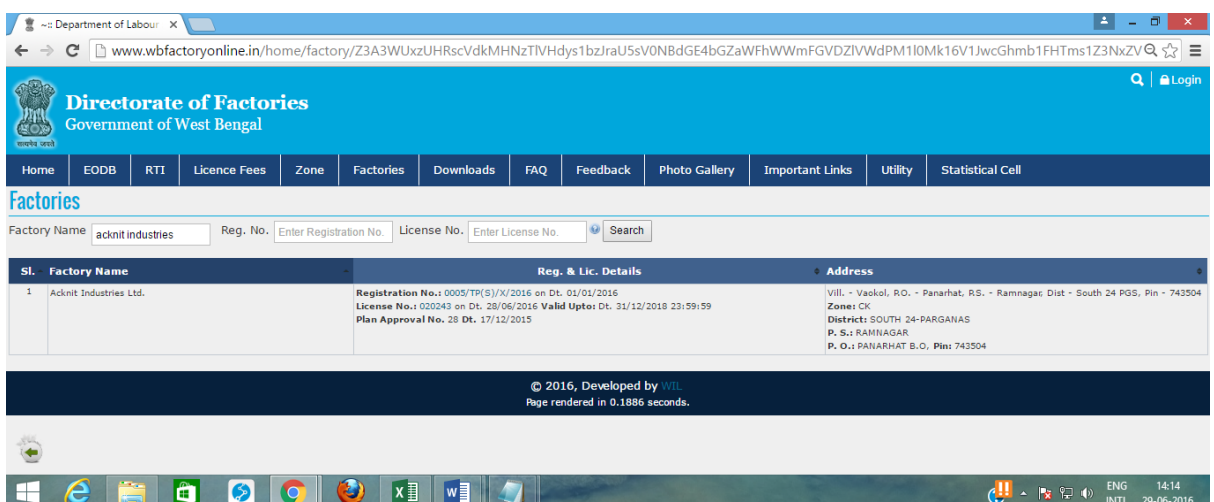 ~:: Department of Labour
www.wbfactoryonline.in/home/factory/
Login
Directorate of Factories
Government of West Bengal
सत्यमेव जयते
Home EODB RTI Licence Fees Zone Factories Downloads FAQ Feedback Photo Gallery Important Links Utility Statistical Cell
Factories
Factory Name acknit industries Reg. No. Enter Registration No. License No. Enter License No. Search
Sl. Factory Name Reg. & Lic. Details Address
1 Acknit Industries Ltd. Registration No.: 0005/TP(S)/X/2016 on Dt. 01/01/2016 Vill. - Vaokol, P.O. - Panarhat, P.S. - Ramnagar, Dist - South 24 PGS, Pin - 743504
License No.: 020243 on Dt. 28/06/2016 Valid Upto: Dt. 31/12/2018 23:59:59 Zone: CK
Plan Approval No. 28 Dt. 17/12/2015 District: SOUTH 24-PARGANAS
P. S.: RAMNAGAR
P. O.: PANARHAT B.O, Pin: 743504
© 2016, Developed by WIL
Page rendered in 0.1886 seconds.
ENG 14:14
INTL 29-06-2016